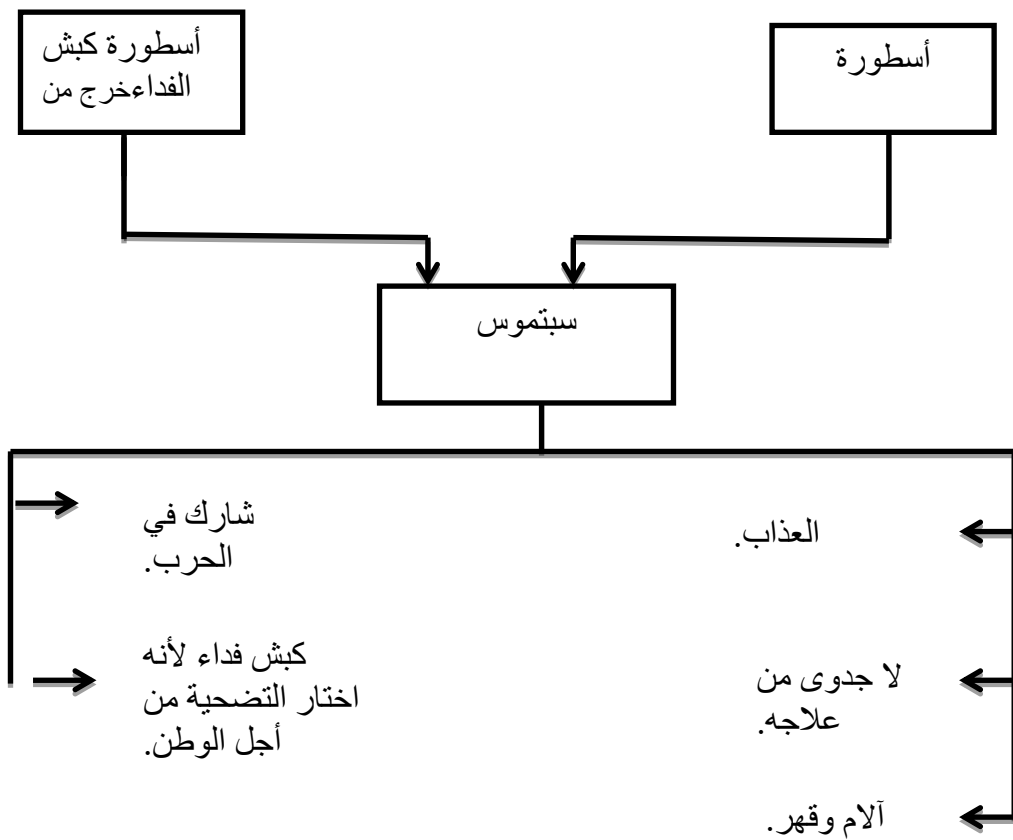 أسطورة
أسطورة كبش
الفداءخرج من
سبتموس
العذاب.
لا جدوى من
علاجه.
آلام وقهر.
شارك في
الحرب.
كبش فداء لأنه
اختار التضحية من
أجل الوطن.